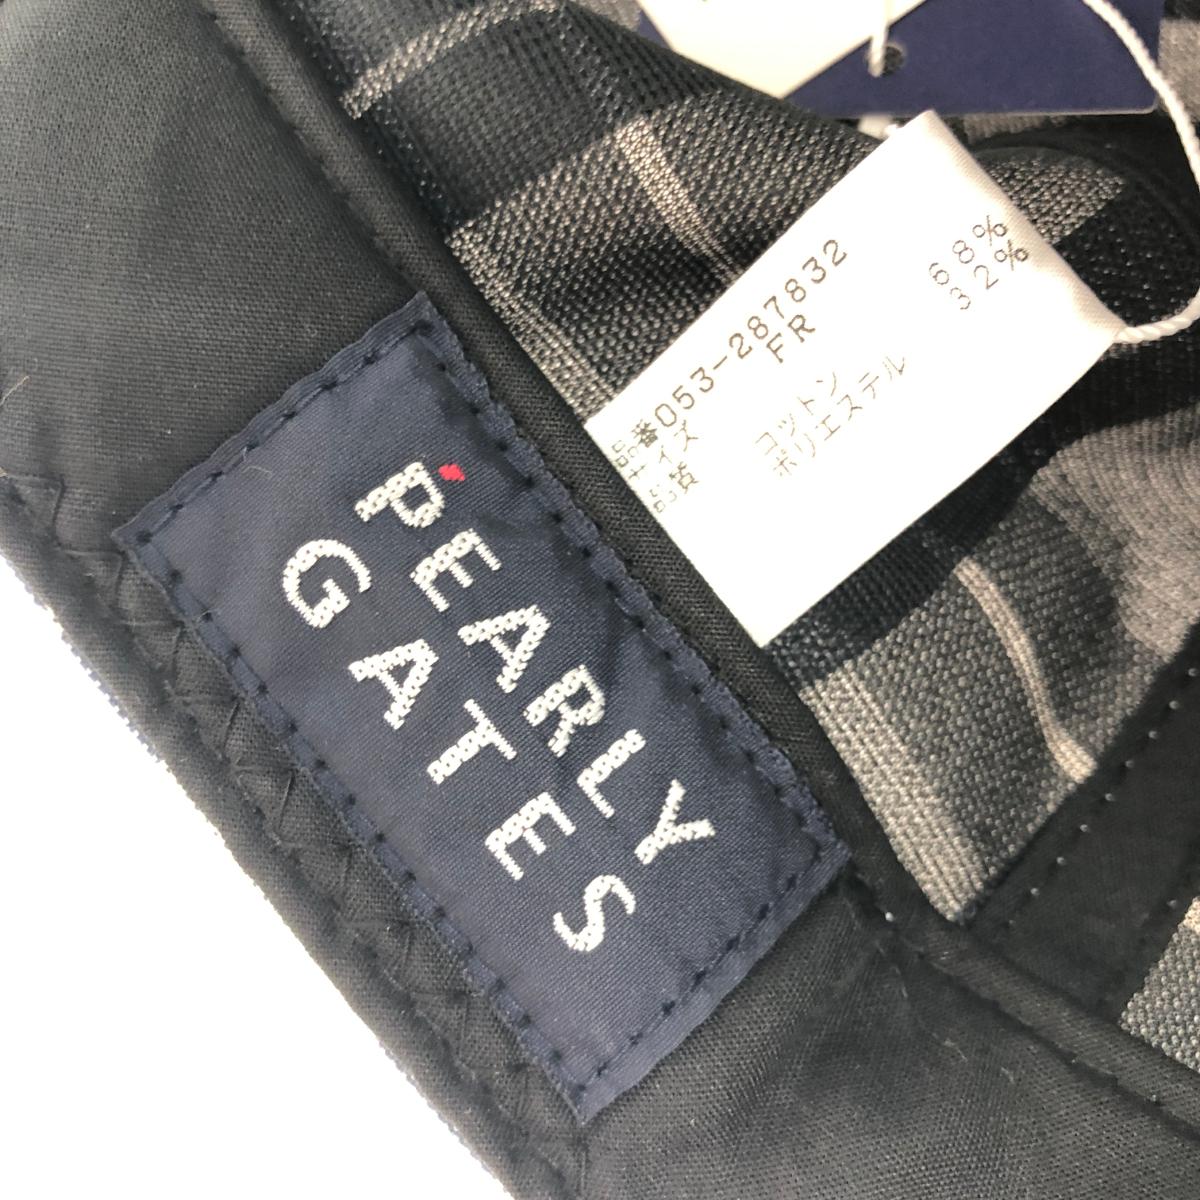 PEARLY
GATES
品番053-287832
サイズ FR
品質 コットン 68%
ポリエステル 32%